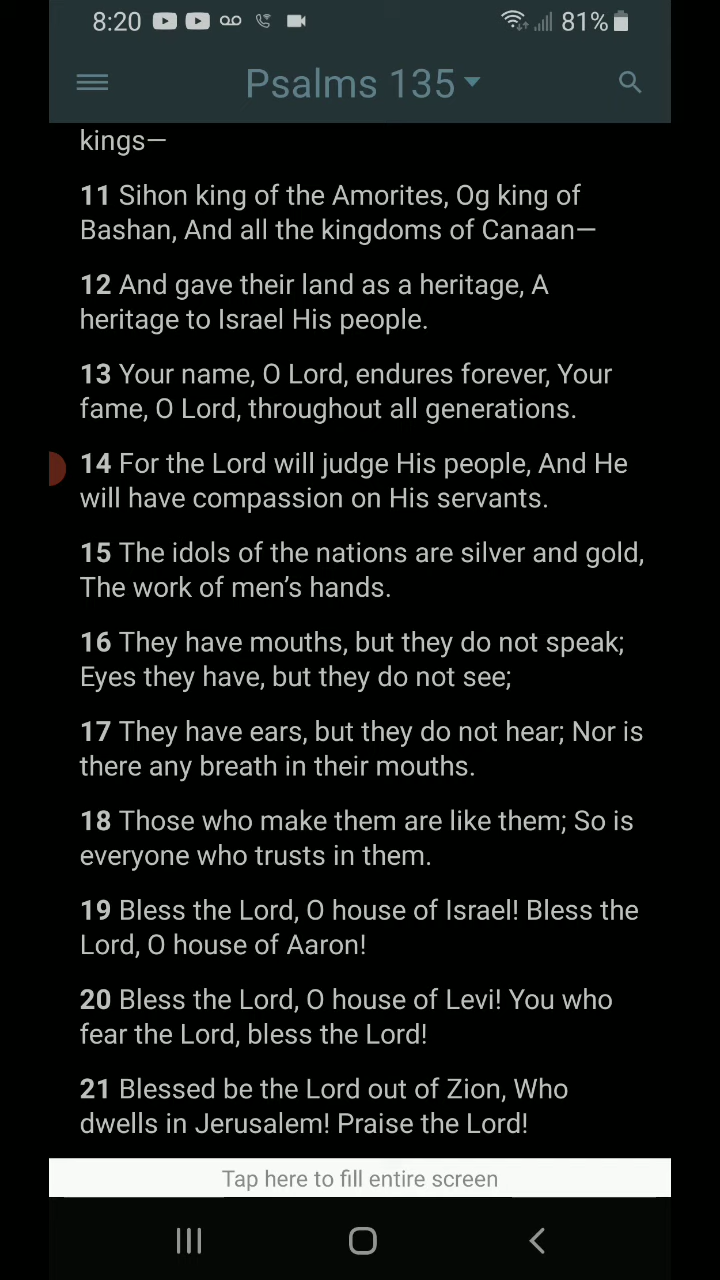 8:20 81%
Psalms 135
kings—
11 Sihon king of the Amorites, Og king of
Bashan, And all the kingdoms of Canaan—
12 And gave their land as a heritage, A
heritage to Israel His people.
13 Your name, O Lord, endures forever, Your
fame, O Lord, throughout all generations.
14 For the Lord will judge His people, And He
will have compassion on His servants.
15 The idols of the nations are silver and gold,
The work of men’s hands.
16 They have mouths, but they do not speak;
Eyes they have, but they do not see;
17 They have ears, but they do not hear; Nor is
there any breath in their mouths.
18 Those who make them are like them; So is
everyone who trusts in them.
19 Bless the Lord, O house of Israel! Bless the
Lord, O house of Aaron!
20 Bless the Lord, O house of Levi! You who
fear the Lord, bless the Lord!
21 Blessed be the Lord out of Zion, Who
dwells in Jerusalem! Praise the Lord!
Tap here to fill entire screen